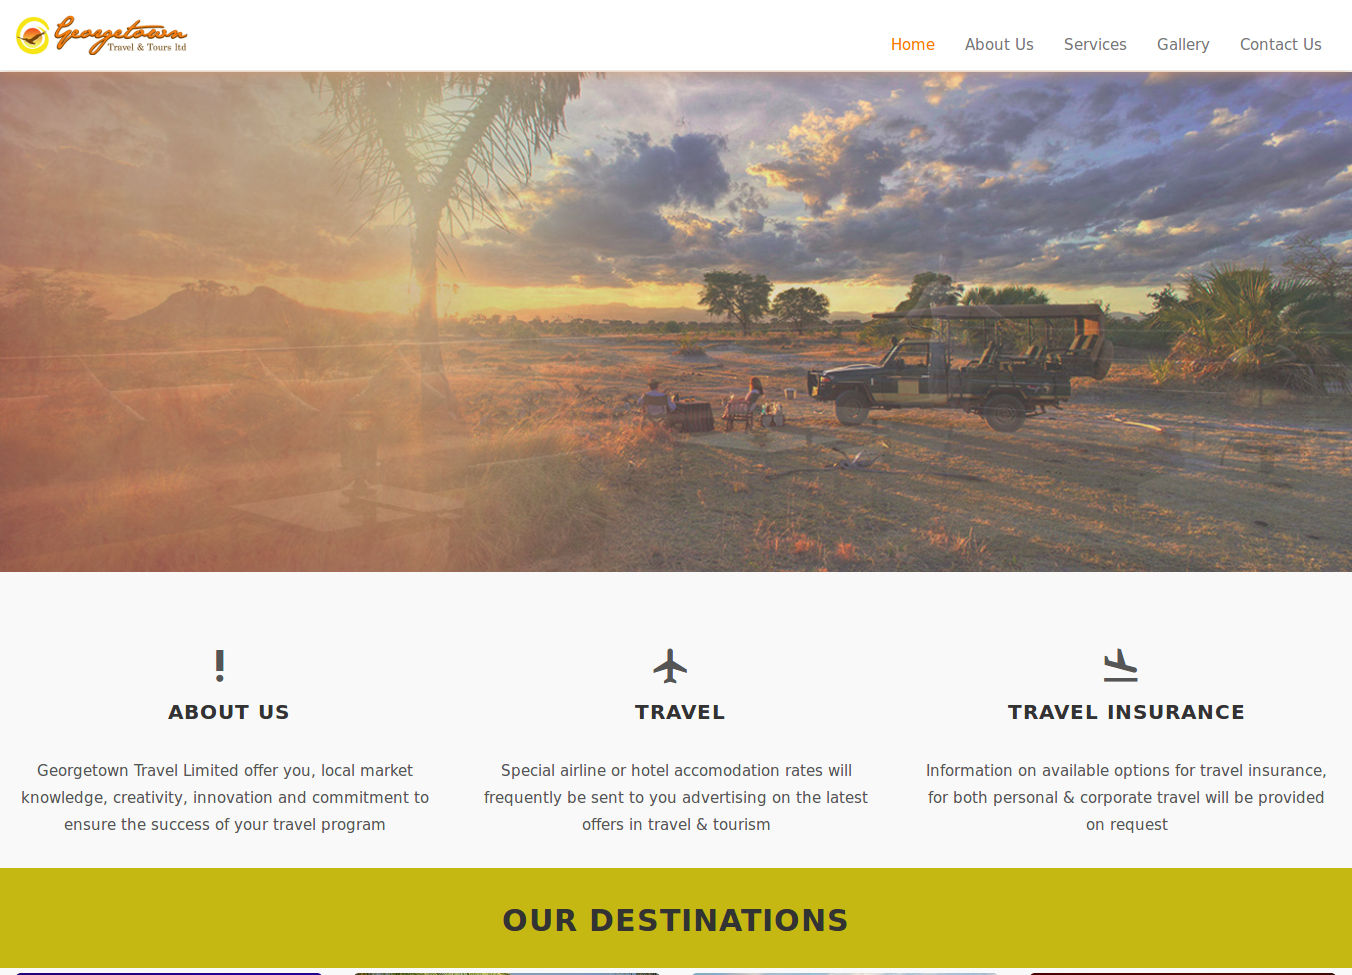 Georgetown
Travel & Tours ltd
Home About Us Services Gallery Contact Us
ABOUT US
Georgetown Travel Limited offer you, local market
knowledge, creativity, innovation and commitment to
ensure the success of your travel program
TRAVEL
Special airline or hotel accomodation rates will
frequently be sent to you advertising on the latest
offers in travel & tourism
TRAVEL INSURANCE
Information on available options for travel insurance,
for both personal & corporate travel will be provided
on request
OUR DESTINATIONS